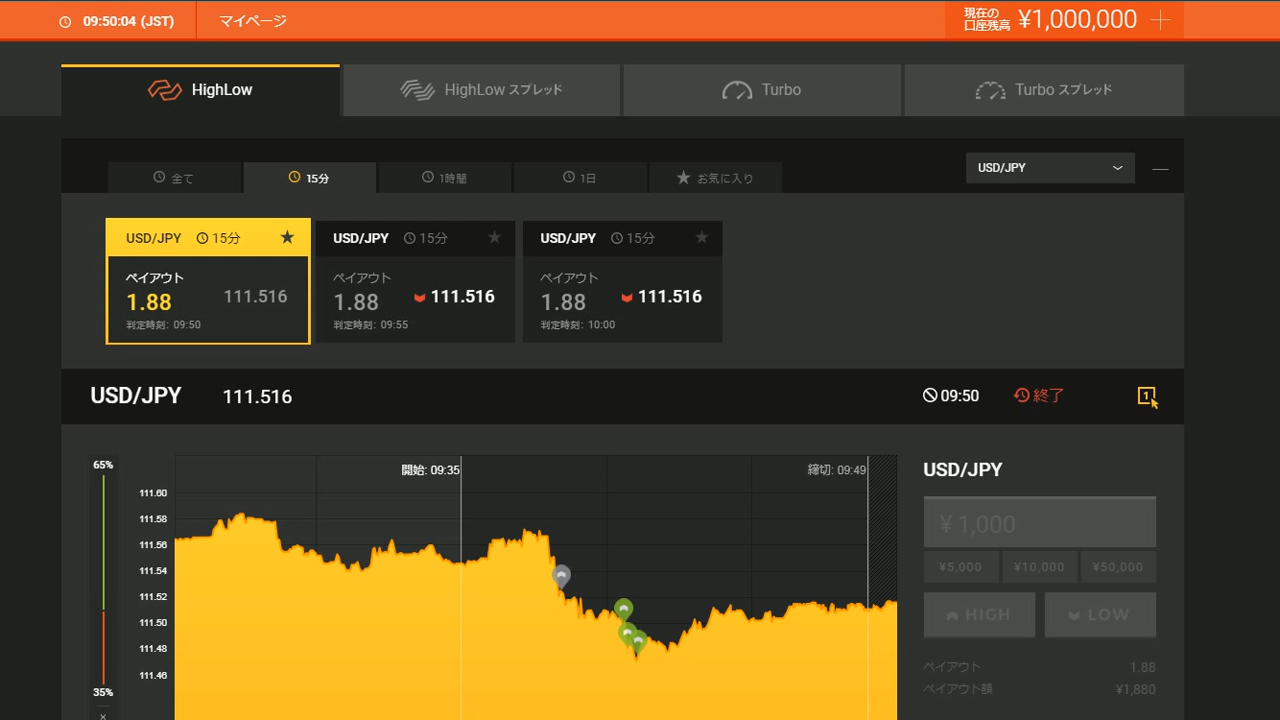 09:50:04 (JST) マイページ 現在の口座残高 ¥1,000,000
HighLow HighLow スプレッド Turbo Turbo スプレッド
全て 15分 1時間 1日 お気に入り USD/JPY
USD/JPY 15分
ペイアウト
1.88 111.516
判定時刻: 09:50
USD/JPY 15分
ペイアウト
1.88 111.516
判定時刻: 09:55
USD/JPY 15分
ペイアウト
1.88 111.516
判定時刻: 10:00
USD/JPY 111.516 09:50 終了 1
65%
35%
×
111.60
111.58
111.56
111.54
111.52
111.50
111.48
111.46
開始: 09:35
締切: 09:49
USD/JPY
¥ 1,000
¥5,000 ¥10,000 ¥50,000
HIGH LOW
ペイアウト 1.88
ペイアウト額 ¥1,880